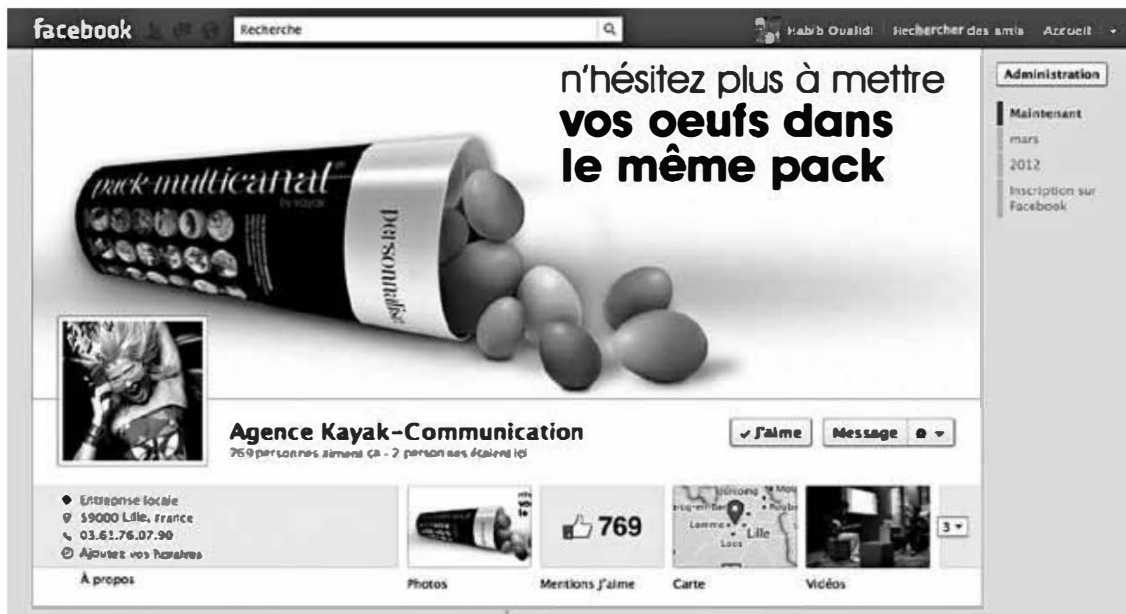 facebook
Recherche
Habib Oualidi Rechercher des amis Accueil
n'hésitez plus à mettre
vos oeufs dans
le même pack
Administration
Maintenant
mars
2012
Inscription sur
Facebook
pack-multicanal
by kayak
personnalisé
Agence Kayak-Communication
769 personnes aiment ça - 2 personnes étaient ici
J'aime
Message
Entreprise locale
59000 Lille, France
03.61.76.07.90
Ajoutez vos horaires
À propos
769
Lille
Loos
3
Photos
Mentions J'aime
Carte
Vidéos